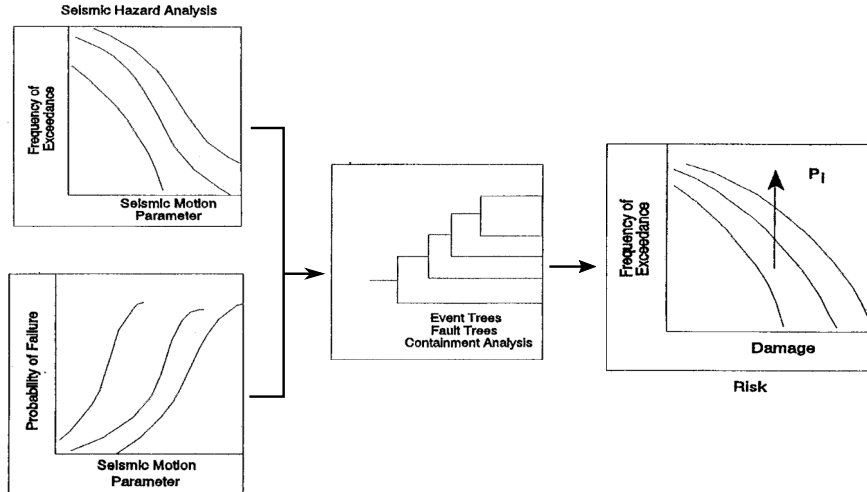 Seismic Hazard Analysis
Frequency of
Exceedance
Seismic Motion
Parameter
Probability of Failure
Seismic Motion
Parameter
Event Trees
Fault Trees
Containment Analysis
Frequency of
Exceedance
Pi
Damage
Risk